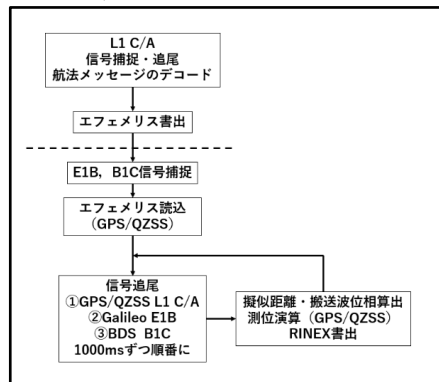 L1 C/A
信号捕捉・追尾
航法メッセージのデコード
エフェメリス書出
E1B，B1C信号捕捉
エフェメリス読込
（GPS/QZSS）
信号追尾
①GPS/QZSS L1 C/A
②Galileo E1B
③BDS B1C
1000msずつ順番に
擬似距離・搬送波位相算出
測位演算（GPS/QZSS）
RINEX書出